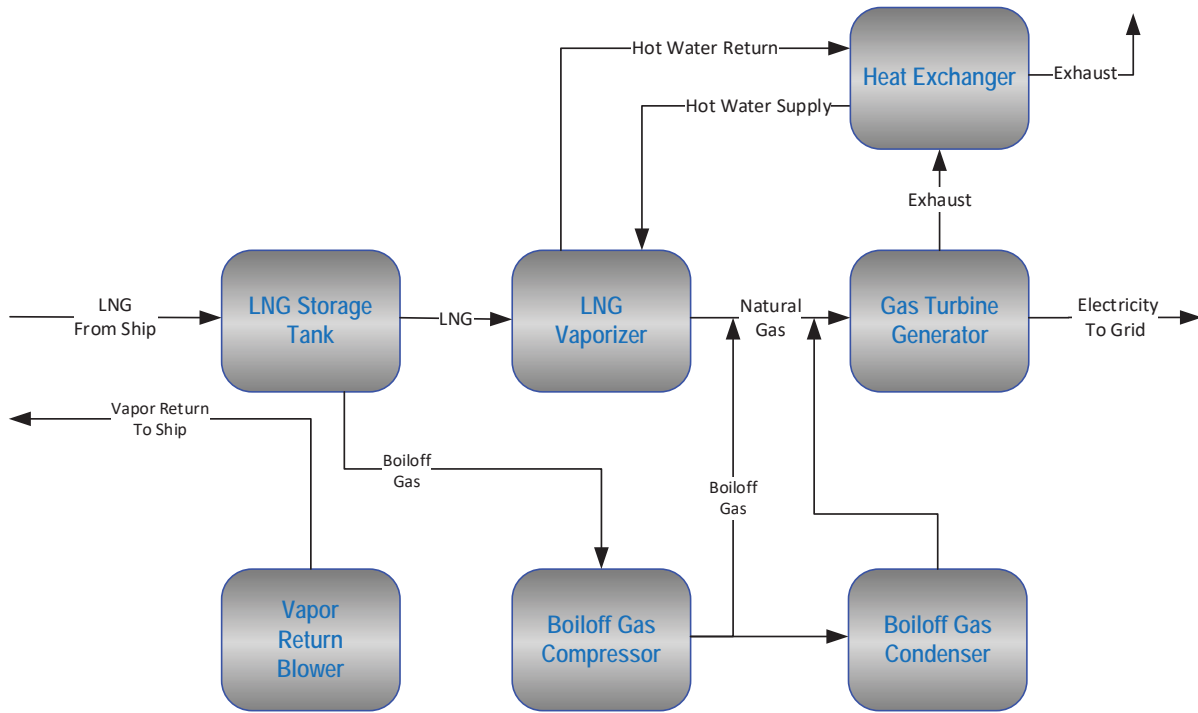 Hot Water Return
Heat Exchanger
Exhaust
Hot Water Supply
Exhaust
LNG
From Ship
LNG Storage
Tank
LNG
LNG
Vaporizer
Natural
Gas
Gas Turbine
Generator
Electricity
To Grid
Vapor Return
To Ship
Boiloff
Gas
Boiloff
Gas
Vapor
Return
Blower
Boiloff Gas
Compressor
Boiloff Gas
Condenser